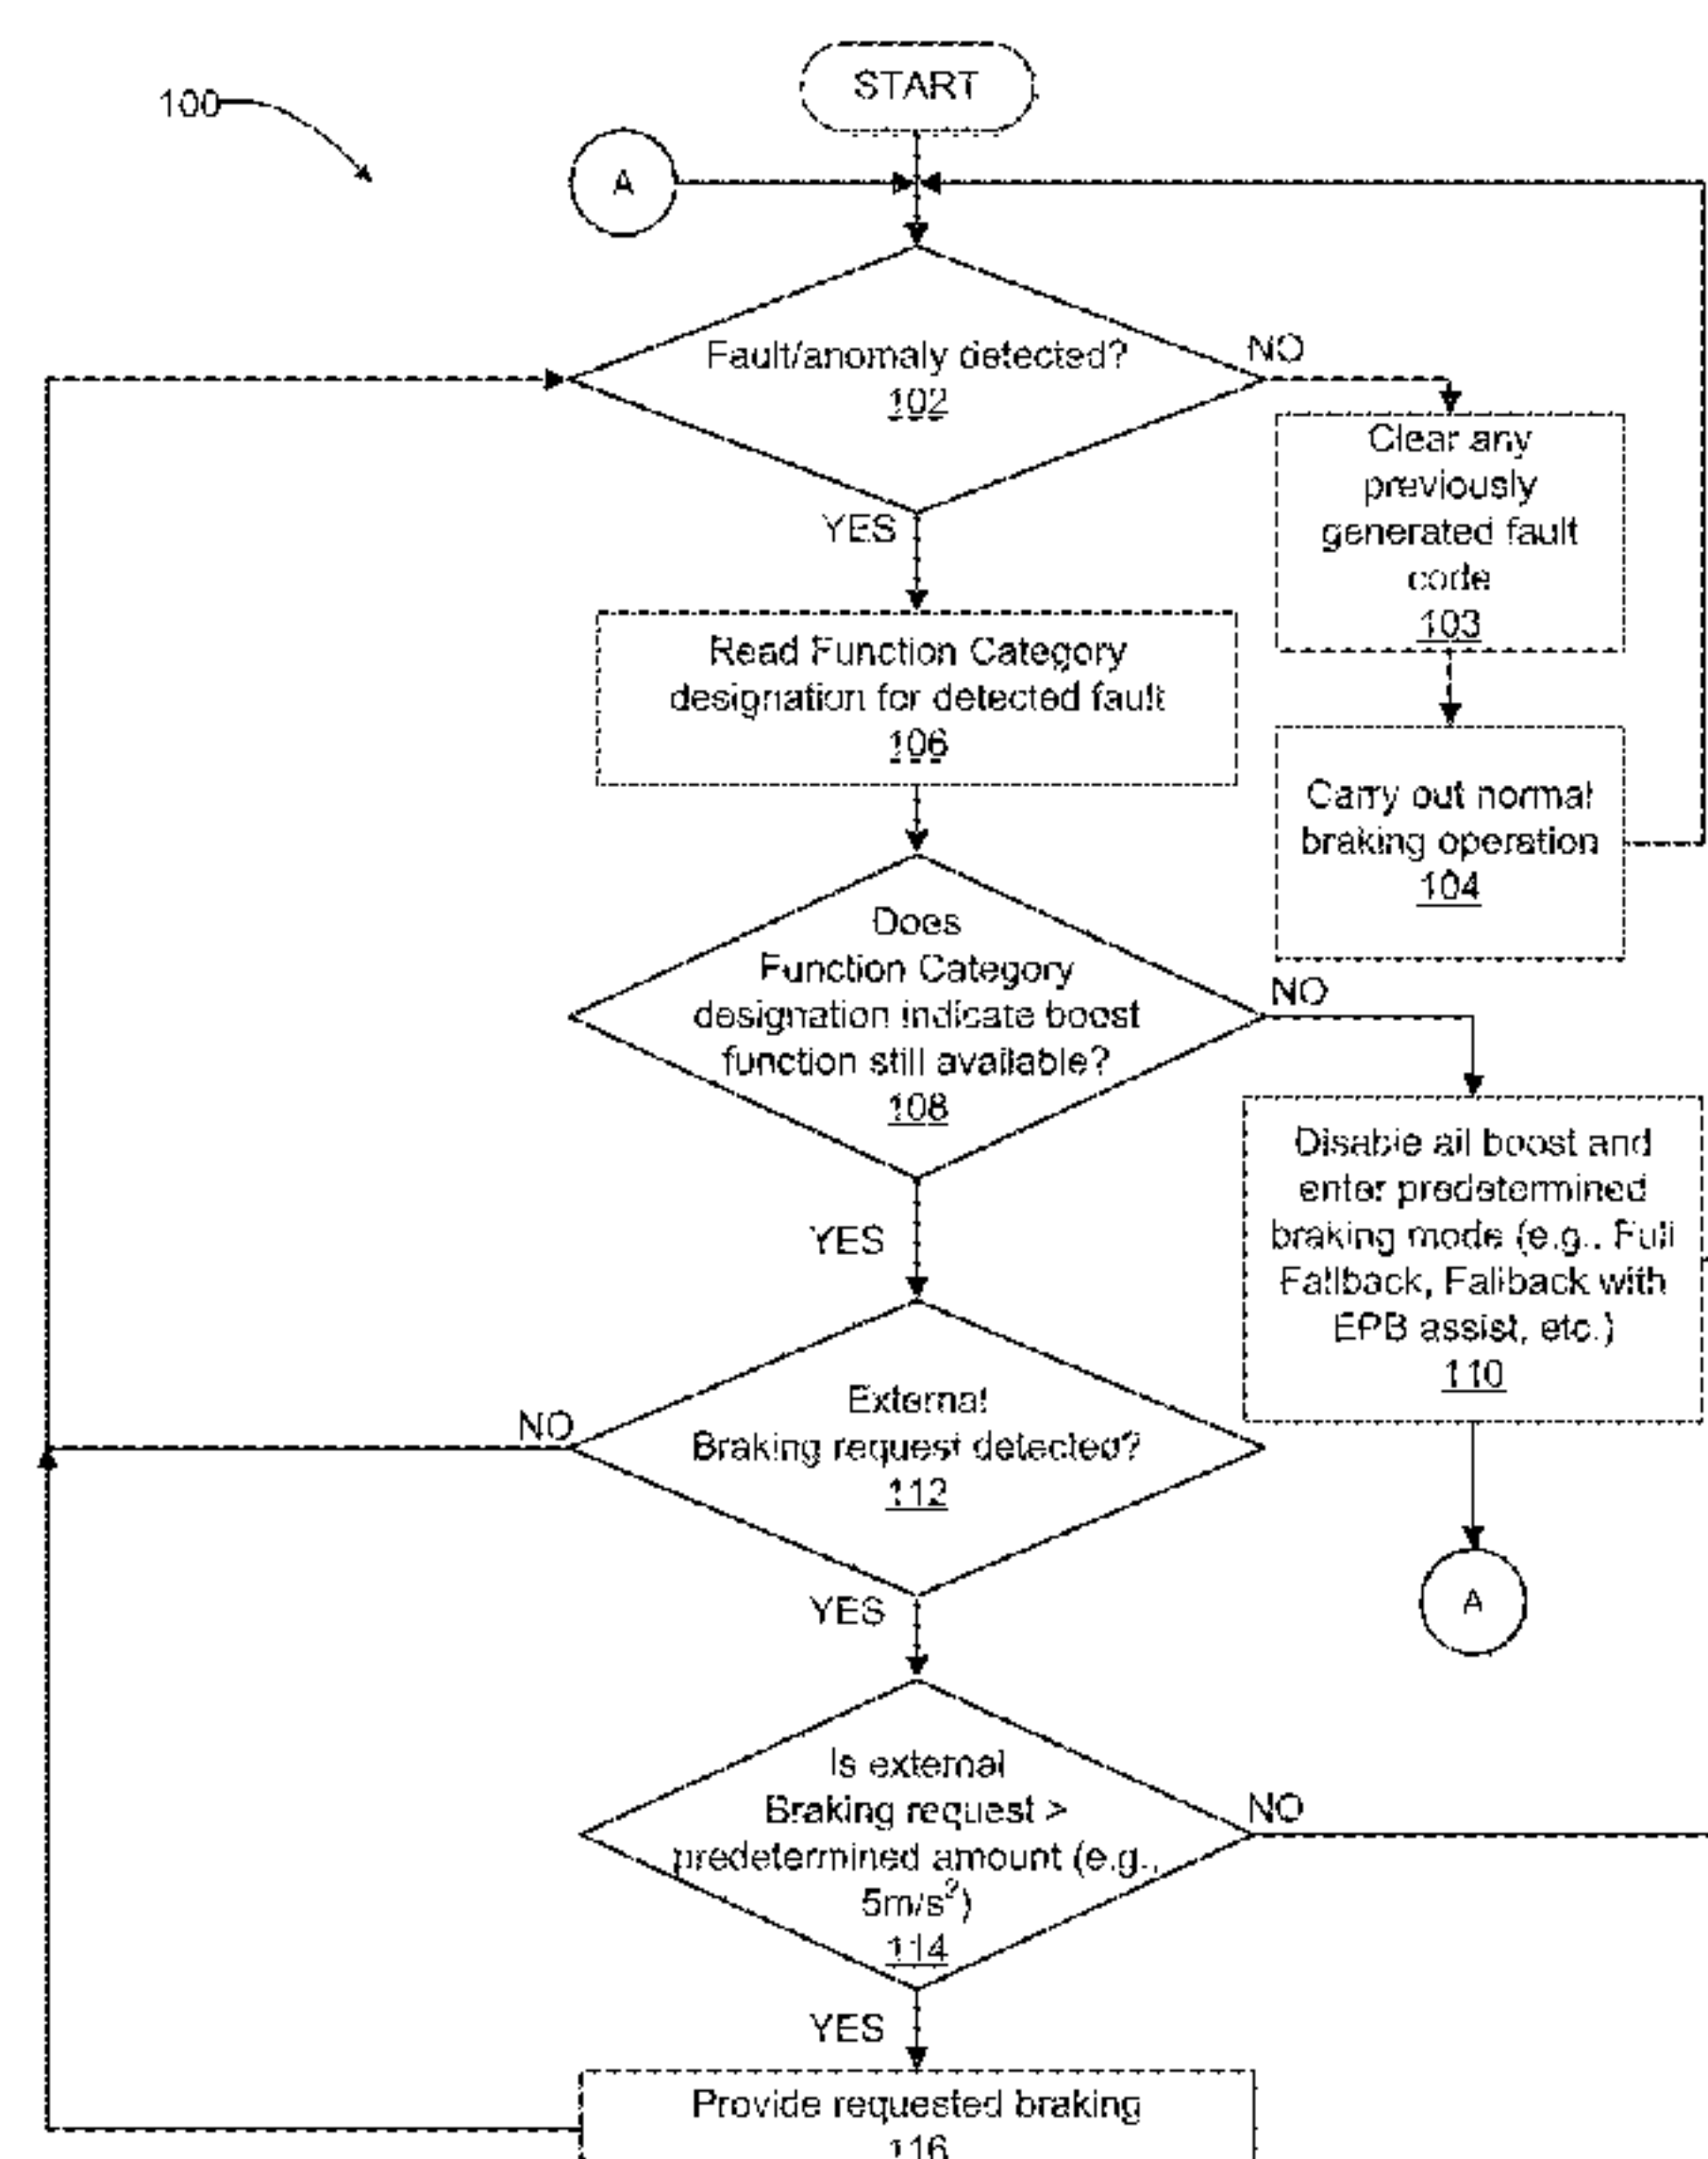 START
100
A
Fault/anomaly detected?
102
NO
YES
Clear any
previously
generated fault
code
103
Read Function Category
designation for detected fault
106
Carry out normal
braking operation
104
Does
Function Category
designation indicate boost
function still available?
108
NO
YES
Disable all boost and
enter predetermined
braking mode (e.g., Full
Fallback, Fallback with
EPB assist, etc.)
110
External
Braking request detected?
112
NO
YES
A
Is external
Braking request >
predetermined amount (e.g.,
5m/s²)
114
NO
YES
Provide requested braking
116